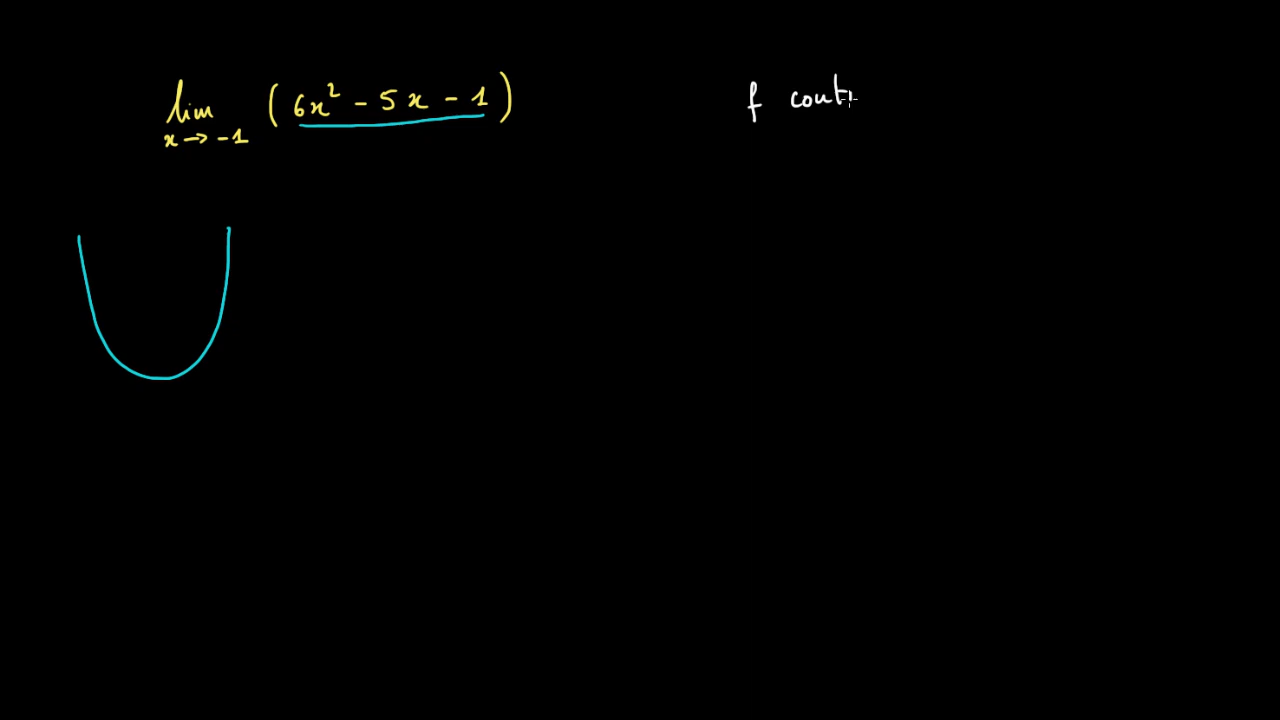 lim (6x² - 5x - 1)
x → -1
f cont